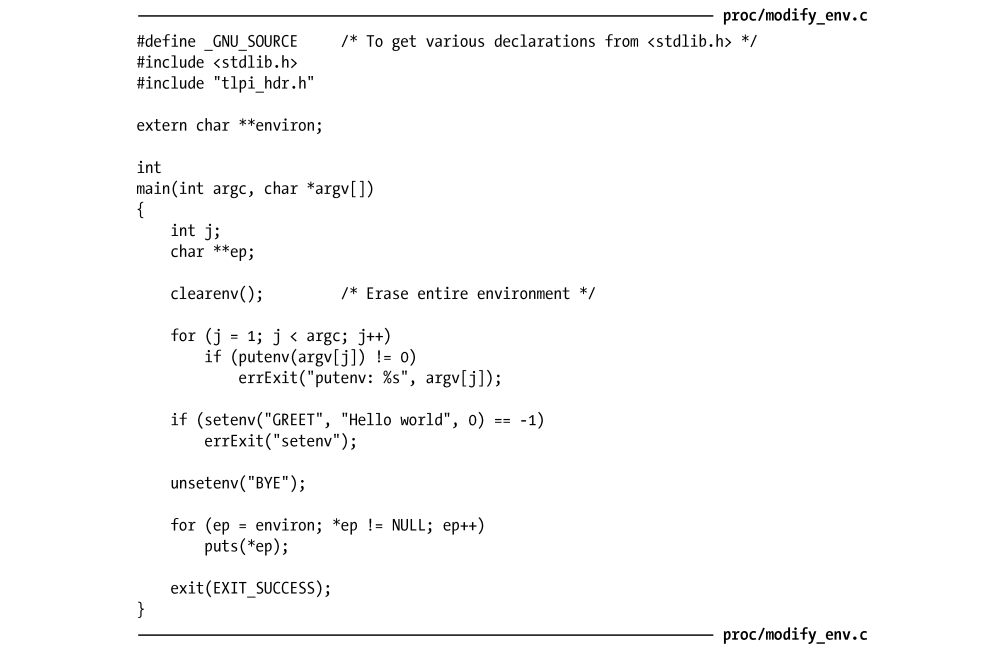 proc/modify_env.c
#define _GNU_SOURCE     /* To get various declarations from <stdlib.h> */
#include <stdlib.h>
#include "tlpi_hdr.h"

extern char **environ;

int
main(int argc, char *argv[])
{
    int j;
    char **ep;

    clearenv();         /* Erase entire environment */

    for (j = 1; j < argc; j++)
        if (putenv(argv[j]) != 0)
            errExit("putenv: %s", argv[j]);

    if (setenv("GREET", "Hello world", 0) == -1)
        errExit("setenv");

    unsetenv("BYE");

    for (ep = environ; *ep != NULL; ep++)
        puts(*ep);

    exit(EXIT_SUCCESS);
}
proc/modify_env.c